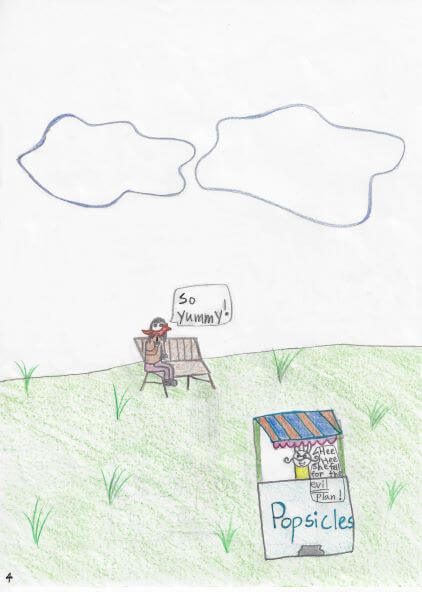 So
yummy!
Hee
Hee
She fell
for the
evil
Plan!
Popsicles
4